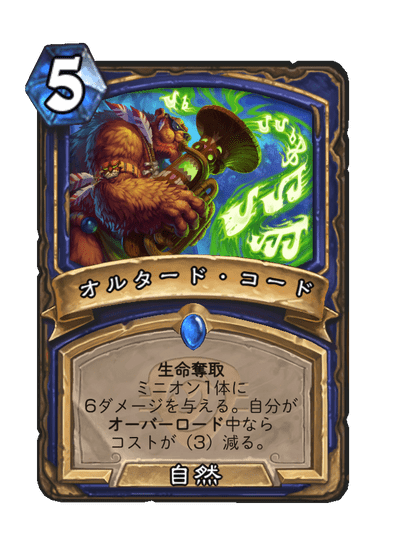 5
オルタード・コード
生命奪取
ミニオン1体に
6ダメージを与える。自分が
オーバーロード中なら
コストが（3）減る。
自然